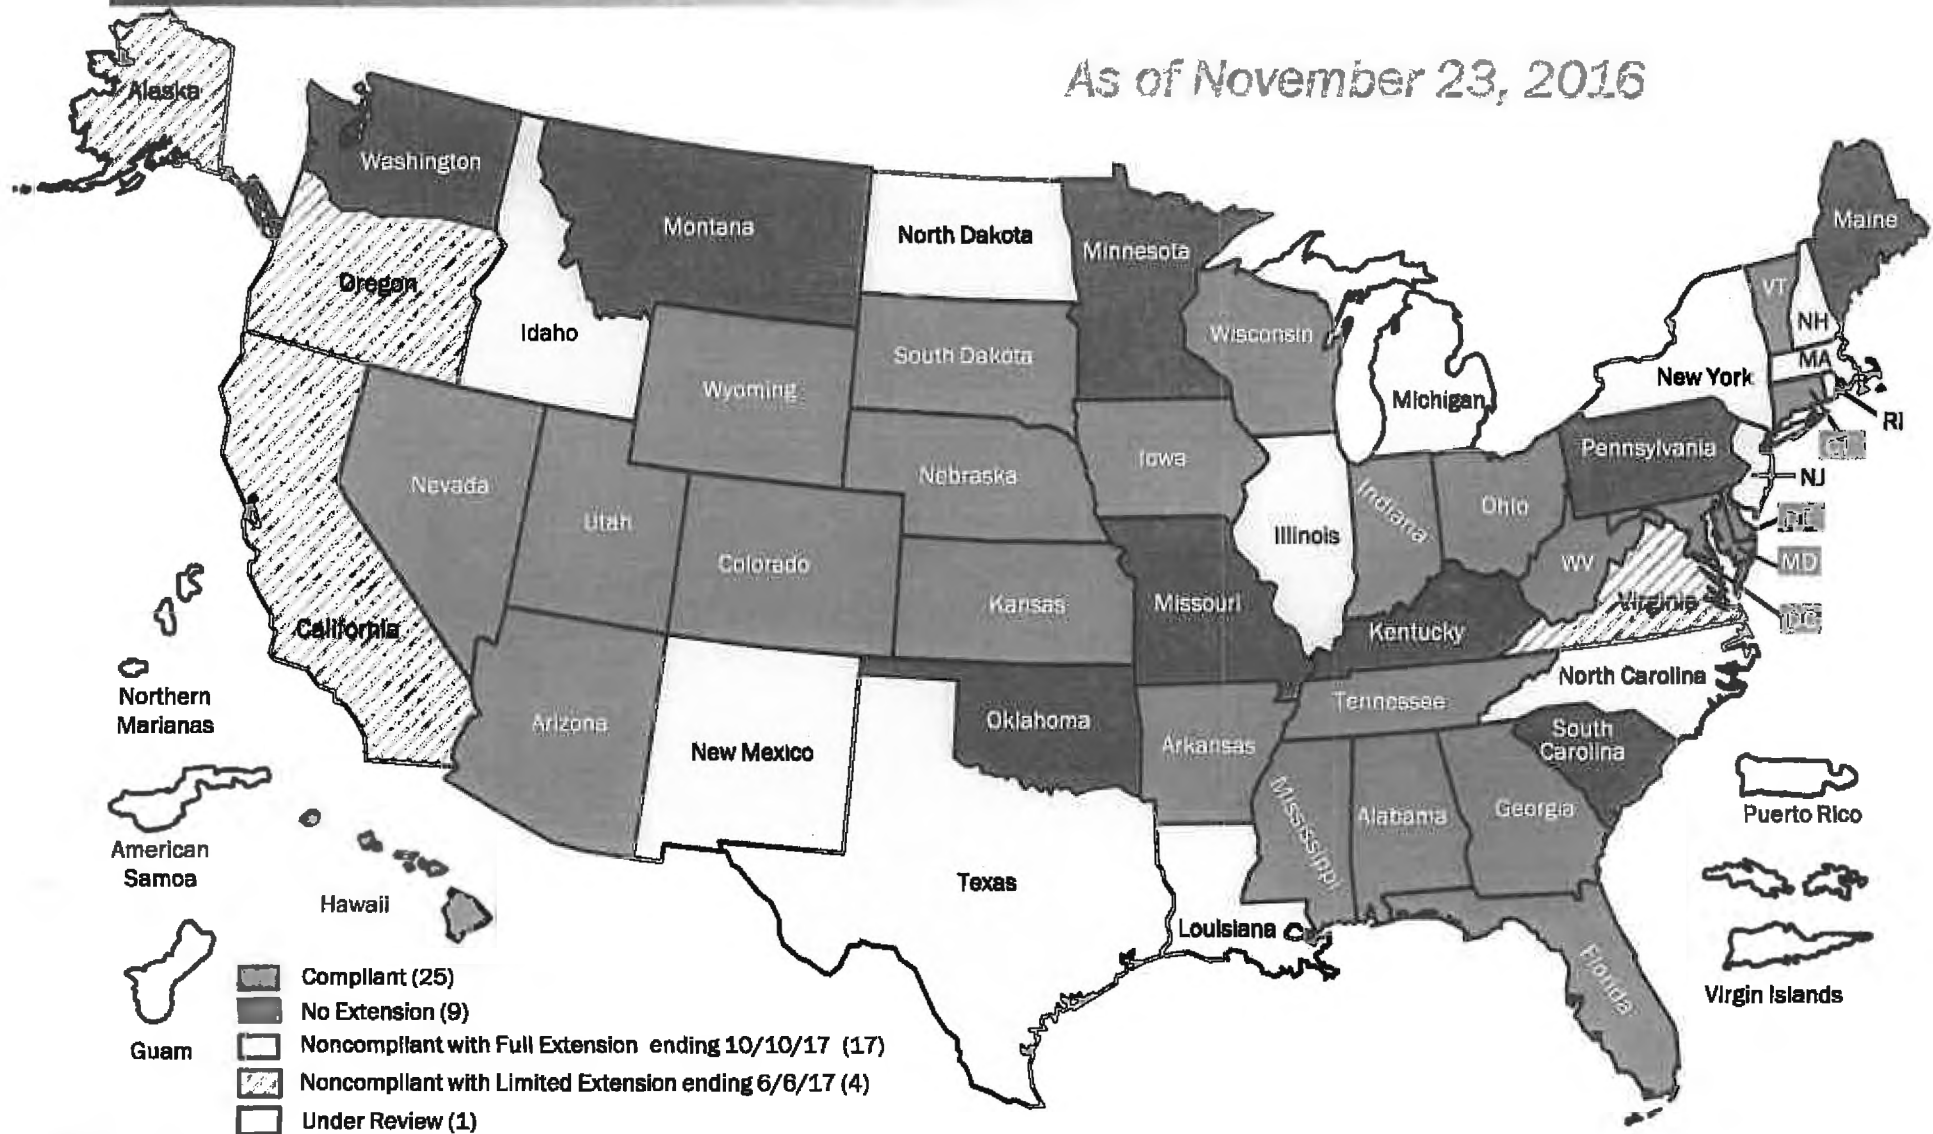 As of November 23, 2016
Alaska
Washington
Montana
North Dakota
Minnesota
Maine
Oregon
Idaho
Wisconsin
VT
NH
South Dakota
MA
Wyoming
New York
Michigan
RI
CT
Pennsylvania
Nevada
Nebraska
Iowa
NJ
Utah
Indiana
Ohio
Illinois
DE
Colorado
WV
MD
Kansas
Missouri
Virginia
DC
California
Kentucky
Northern
Marianas
North Carolina
Tennessee
Arizona
Oklahoma
New Mexico
Arkansas
South
Carolina
Mississippi
Alabama
Georgia
Puerto Rico
American
Samoa
Hawaii
Texas
Louisiana
Florida
Virgin Islands
Guam
Compliant (25)
No Extension (9)
Noncompliant with Full Extension ending 10/10/17 (17)
Noncompliant with Limited Extension ending 6/6/17 (4)
Under Review (1)